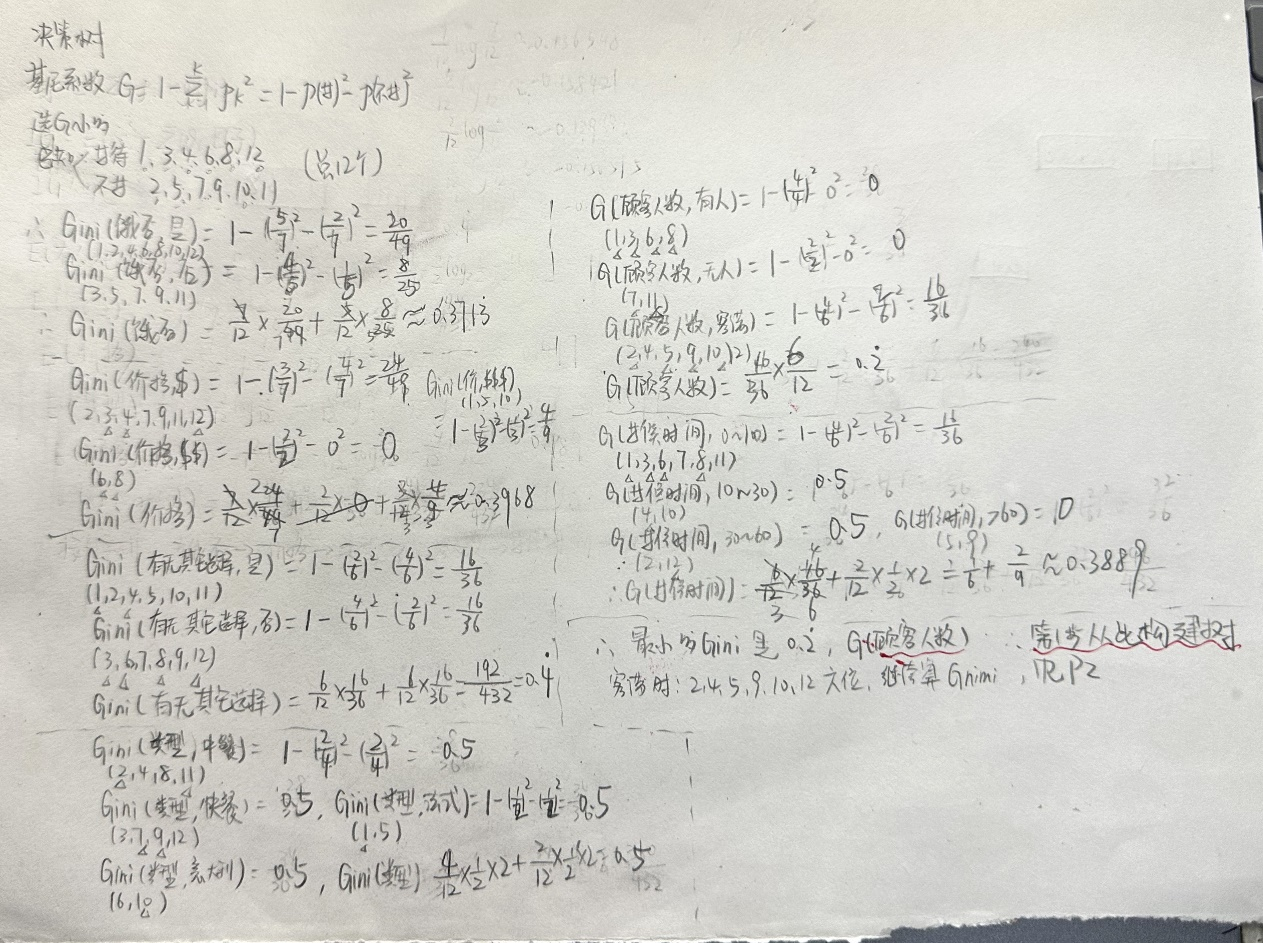 决策树
基尼系数 G = 1 - Σ pk² = 1 - p(等)² - p(不等)²
选G小的
已知 等待 1,3,4,6,8,12 (总12个)
不等 2,5,7,9,10,11
∴ Gini(饿否,是) = 1 - (5/7)² - (2/7)² = 20/49
(1,2,4,6,8,10,12)
Gini(饿否,否) = 1 - (4/5)² - (1/5)² = 8/25
(3,5,7,9,11)
∴ Gini(饿否) = 7/12 × 20/49 + 5/12 × 8/25 ≈ 0.3713
Gini(价格,$) = 1 - (3/7)² - (4/7)² = 24/49 Gini(价,$$$)
(2,3,4,7,9,11,12) (1,5,10)
= 1 - (2/3)² - (1/3)² = 4/9
Gini(价格,$$) = 1 - (2/2)² - 0² = 0
(6,8)
Gini(价格) = 7/12 × 24/49 + 2/12 × 0 + 3/12 × 4/9 ≈ 0.3968
Gini(有无其它选择,是) = 1 - (2/6)² - (4/6)² = 16/36
(1,2,4,5,10,11)
Gini(有无其它选择,否) = 1 - (4/6)² - (2/6)² = 16/36
(3,6,7,8,9,12)
Gini(有无其它选择) = 6/12 × 16/36 + 6/12 × 16/36 = 192/432 = 0.4̇
Gini(类型,中餐) = 1 - (2/4)² - (2/4)² = 0.5
(2,4,8,11)
Gini(类型,快餐) = 0.5, Gini(类型,法式) = 1 - (1/2)² - (1/2)² = 0.5
(3,7,9,12) (1,5)
Gini(类型,意大利) = 0.5, Gini(类型) 4/12 × 1/2 × 2 + 2/12 × 1/2 × 2 = 0.5
(6,10)
G(顾客人数,有人) = 1 - (4/4)² - 0² = 0
(1,3,6,8)
G(顾客人数,无人) = 1 - (2/2)² - 0² = 0
(7,11)
G(顾客人数,客满) = 1 - (4/6)² - (2/6)² = 16/36
(2,4,5,9,10,12)
G(顾客人数) = 16/36 × 6/12 = 0.2̇
G(等候时间,0~10) = 1 - (4/6)² - (2/6)² = 16/36
(1,3,6,7,8,11)
G(等候时间,10~30) = 0.5
(4,10)
G(等候时间,30~60) = 0.5, G(等候时间,>60) = 0
(2,12) (5,9)
∴ G(等候时间) = 6/12 × 16/36 + 2/12 × 1/2 × 2 = 1/6 + 2/9 ≈ 0.3889
∴ 最小的Gini是0.2̇, G(顾客人数) ∴ 第1步从此构建树
客满时: 2,4,5,9,10,12 六位, 继续算Gnimi, 见P2